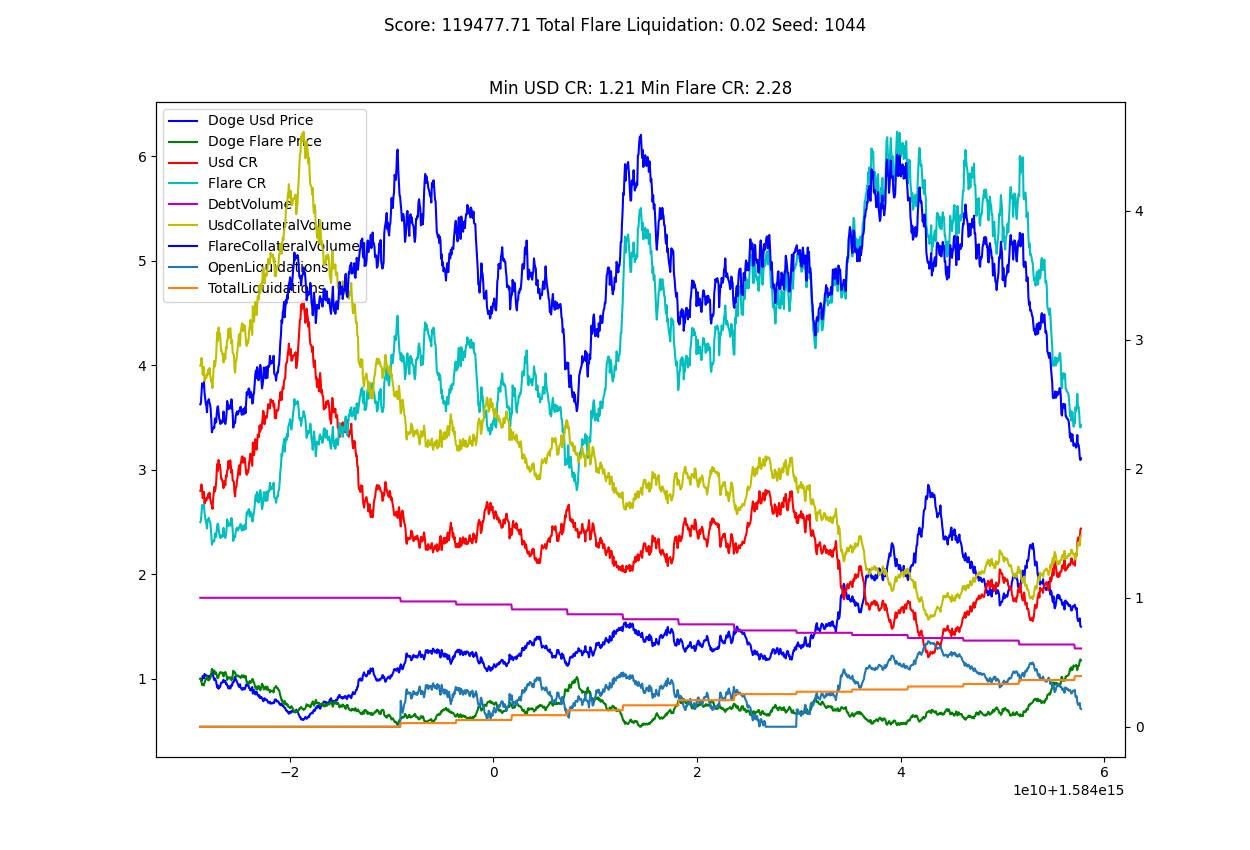 Score: 119477.71 Total Flare Liquidation: 0.02 Seed: 1044
Min USD CR: 1.21 Min Flare CR: 2.28
Doge Usd Price
Doge Flare Price
Usd CR
Flare CR
DebtVolume
UsdCollateralVolume
FlareCollateralVolume
OpenLiquidations
TotalLiquidations
6
5
4
3
2
1
4
3
2
1
0
−2 0 2 4 6
1e10+1.584e15